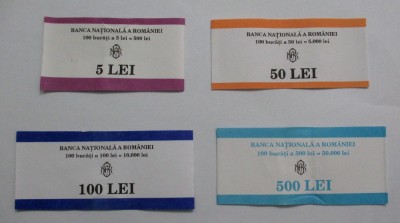 BANCA NAȚIONALĂ A ROMÂNIEI
100 bucăți a 5 lei = 500 lei
5 LEI
BANCA NAȚIONALĂ A ROMÂNIEI
100 bucăți a 50 lei = 5.000 lei
50 LEI
BANCA NAȚIONALĂ A ROMÂNIEI
100 bucăți a 100 lei = 10.000 lei
100 LEI
BANCA NAȚIONALĂ A ROMÂNIEI
100 bucăți a 500 lei = 50.000 lei
500 LEI